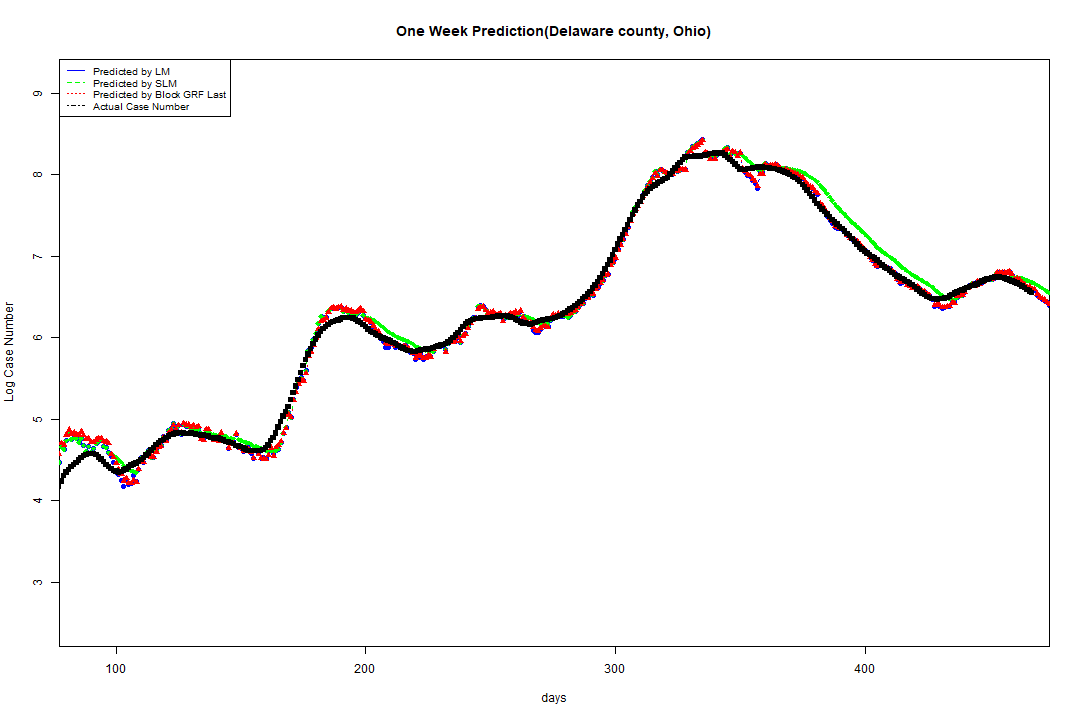 One Week Prediction(Delaware county, Ohio)
Predicted by LM
Predicted by SLM
Predicted by Block GRF Last
Actual Case Number
9
8
7
6
5
4
3
Log Case Number
100 200 300 400
days